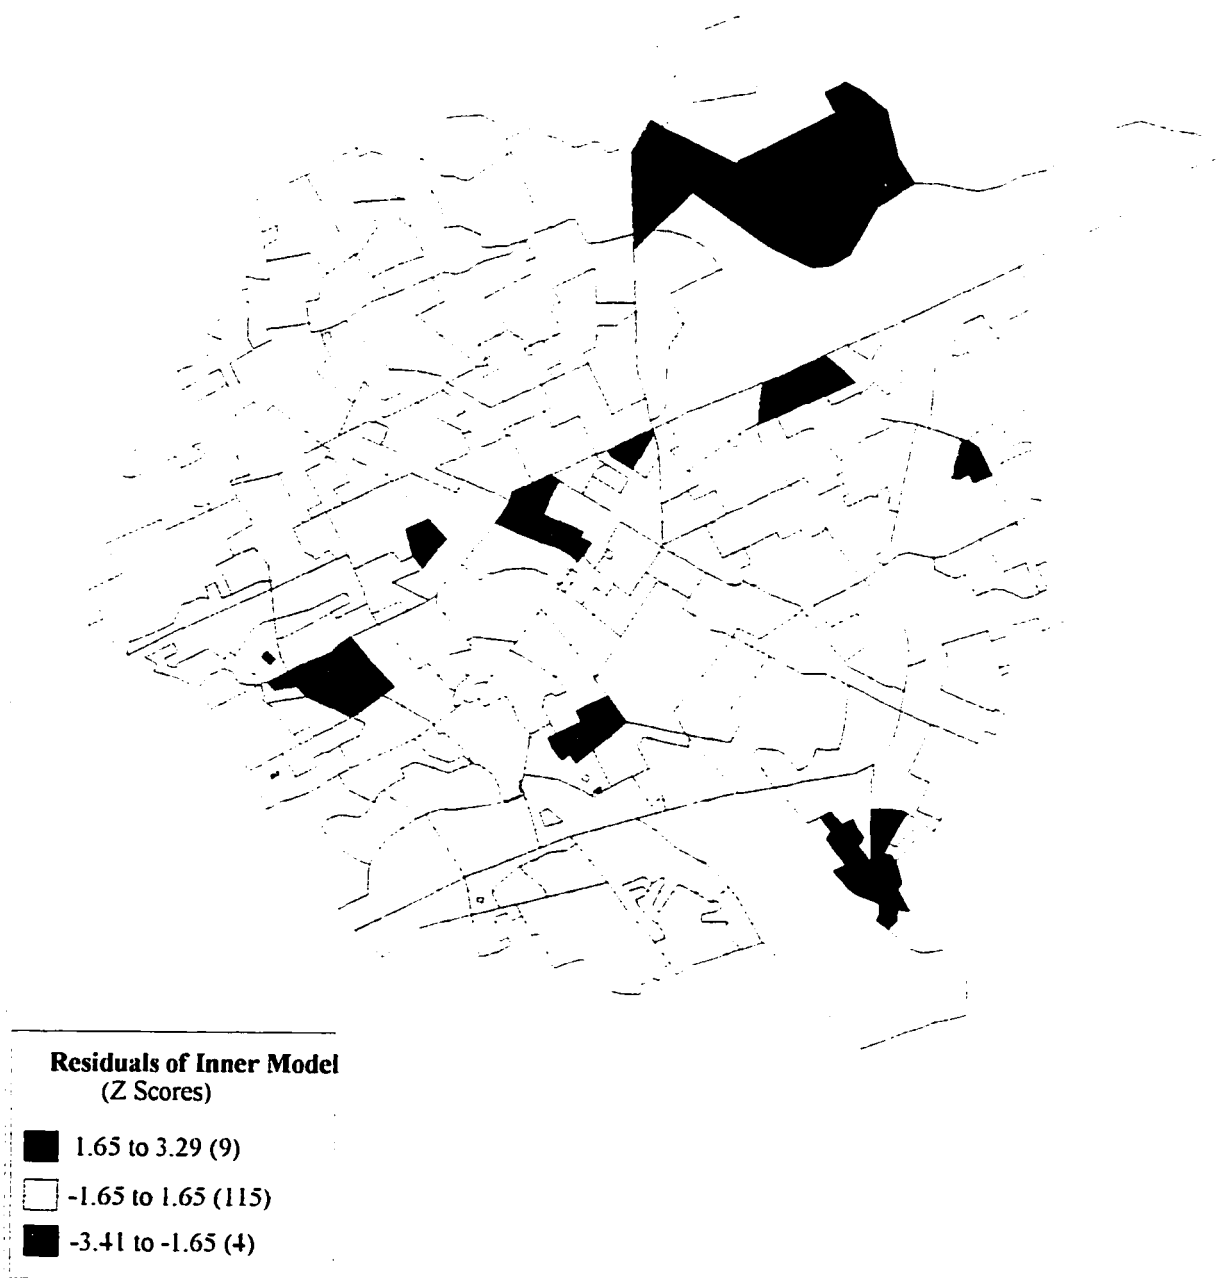 Residuals of Inner Model
(Z Scores)
1.65 to 3.29 (9)
-1.65 to 1.65 (115)
-3.41 to -1.65 (4)